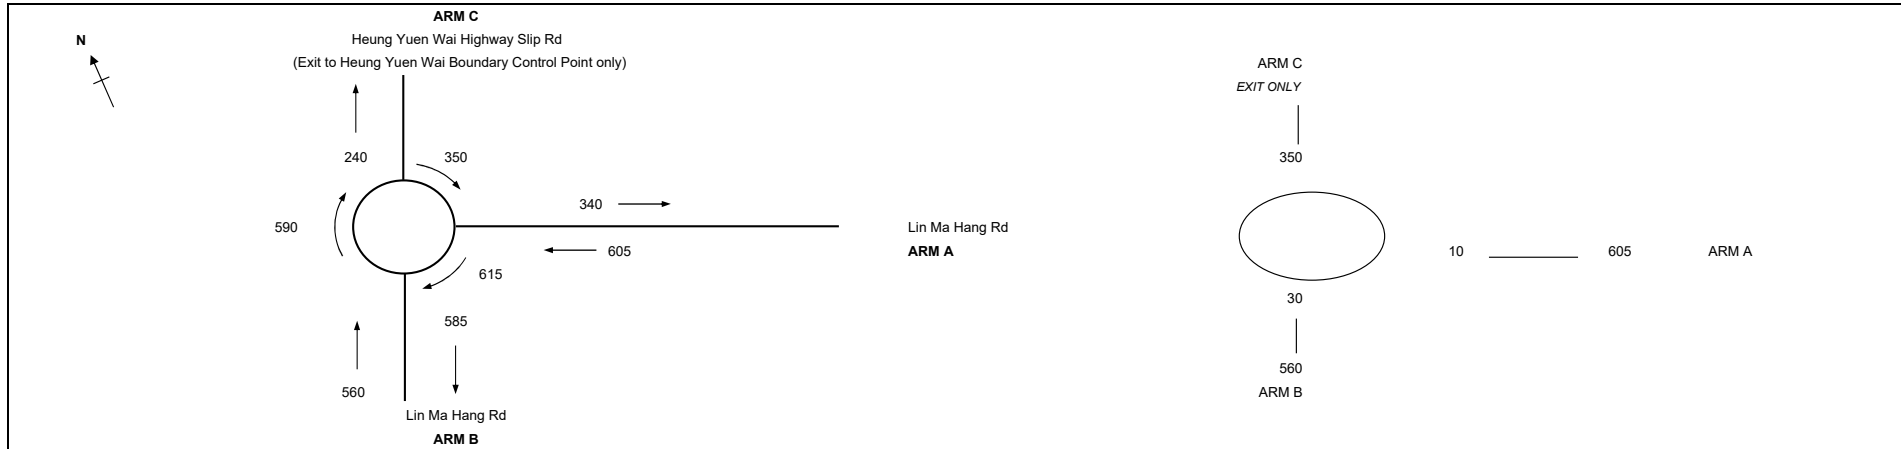 ARM C
N
Heung Yuen Wai Highway Slip Rd
(Exit to Heung Yuen Wai Boundary Control Point only)
240
350
590
340
605
615
585
560
Lin Ma Hang Rd
ARM A
Lin Ma Hang Rd
ARM B
ARM C
EXIT ONLY
350
10
605
ARM A
30
560
ARM B